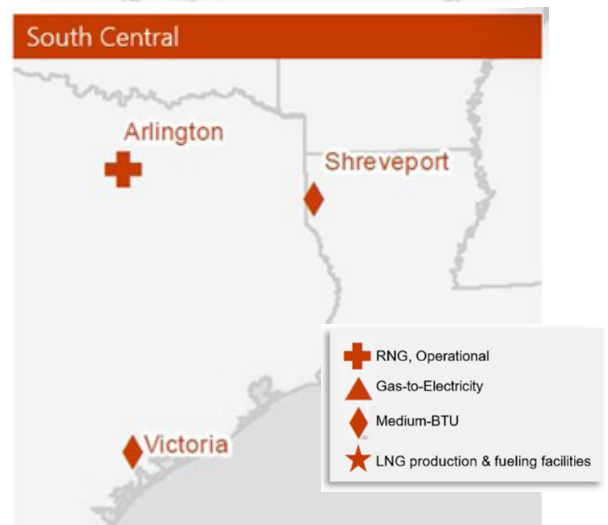 South Central
Arlington
Shreveport
Victoria
RNG, Operational
Gas-to-Electricity
Medium-BTU
LNG production & fueling facilities